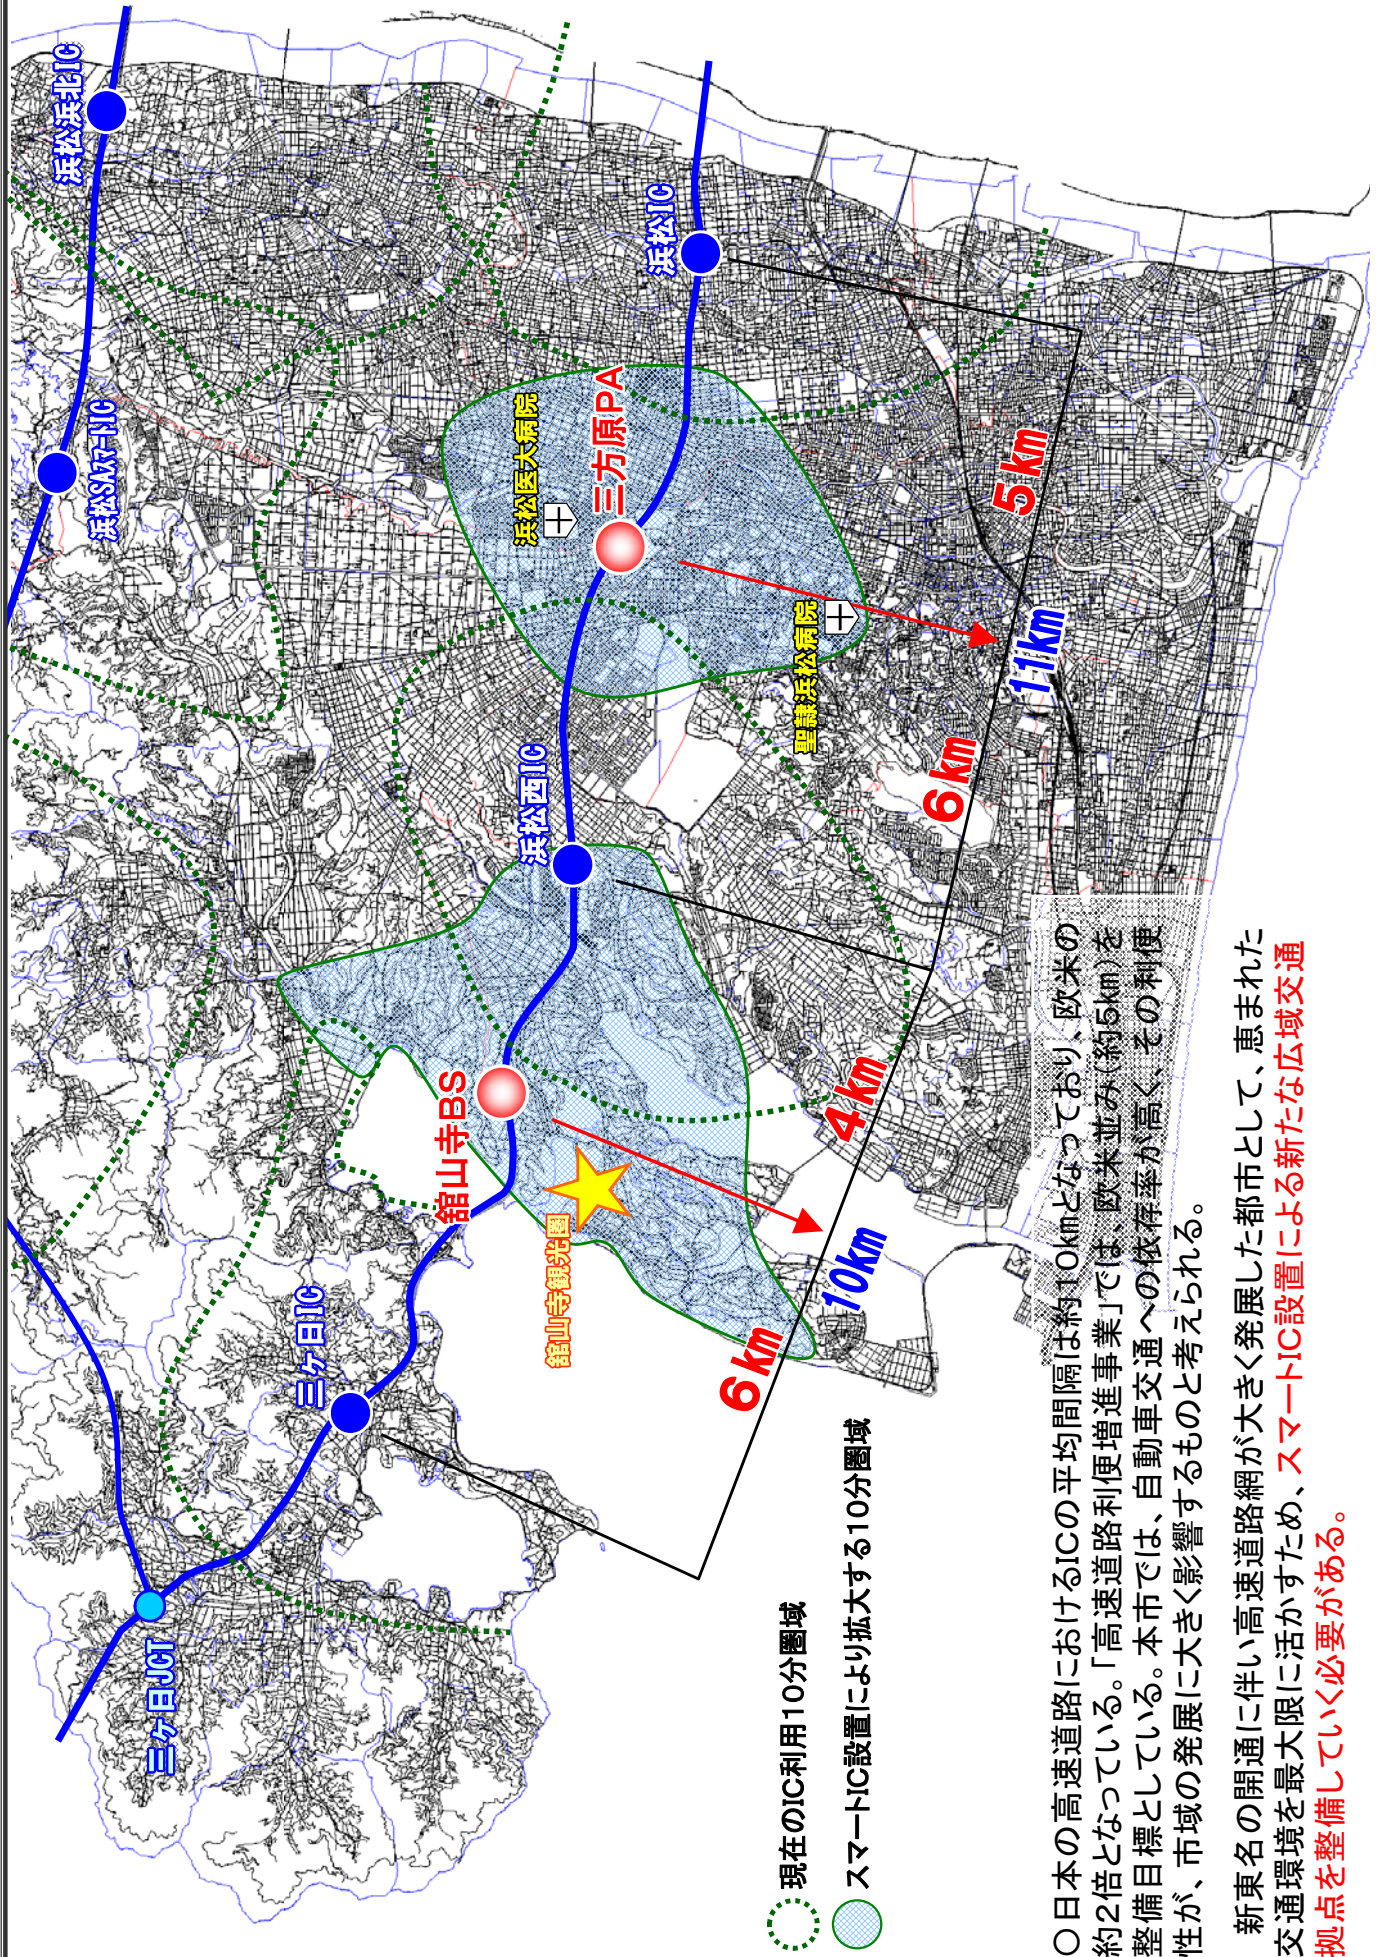 浜松浜北IC
浜松SAスマートIC
三ヶ日JCT
三ヶ日IC
舘山寺BS
舘山寺観光圏
浜松西IC
浜松医大病院
三方原PA
聖隷浜松病院
浜松IC
6km
4km
10km
6km
5km
11km
現在のIC利用10分圏域
スマートIC設置により拡大する10分圏域
○日本の高速道路におけるICの平均間隔は約10kmとなっており、欧米の
約2倍となっている。「高速道路利便増進事業」では、欧米並み(約5km)を
整備目標としている。本市では、自動車交通への依存率が高く、その利便
性が、市域の発展に大きく影響するものと考えられる。
新東名の開通に伴い高速道路網が大きく発展した都市として、恵まれた
交通環境を最大限に活かすため、スマートIC設置による新たな広域交通
拠点を整備していく必要がある。